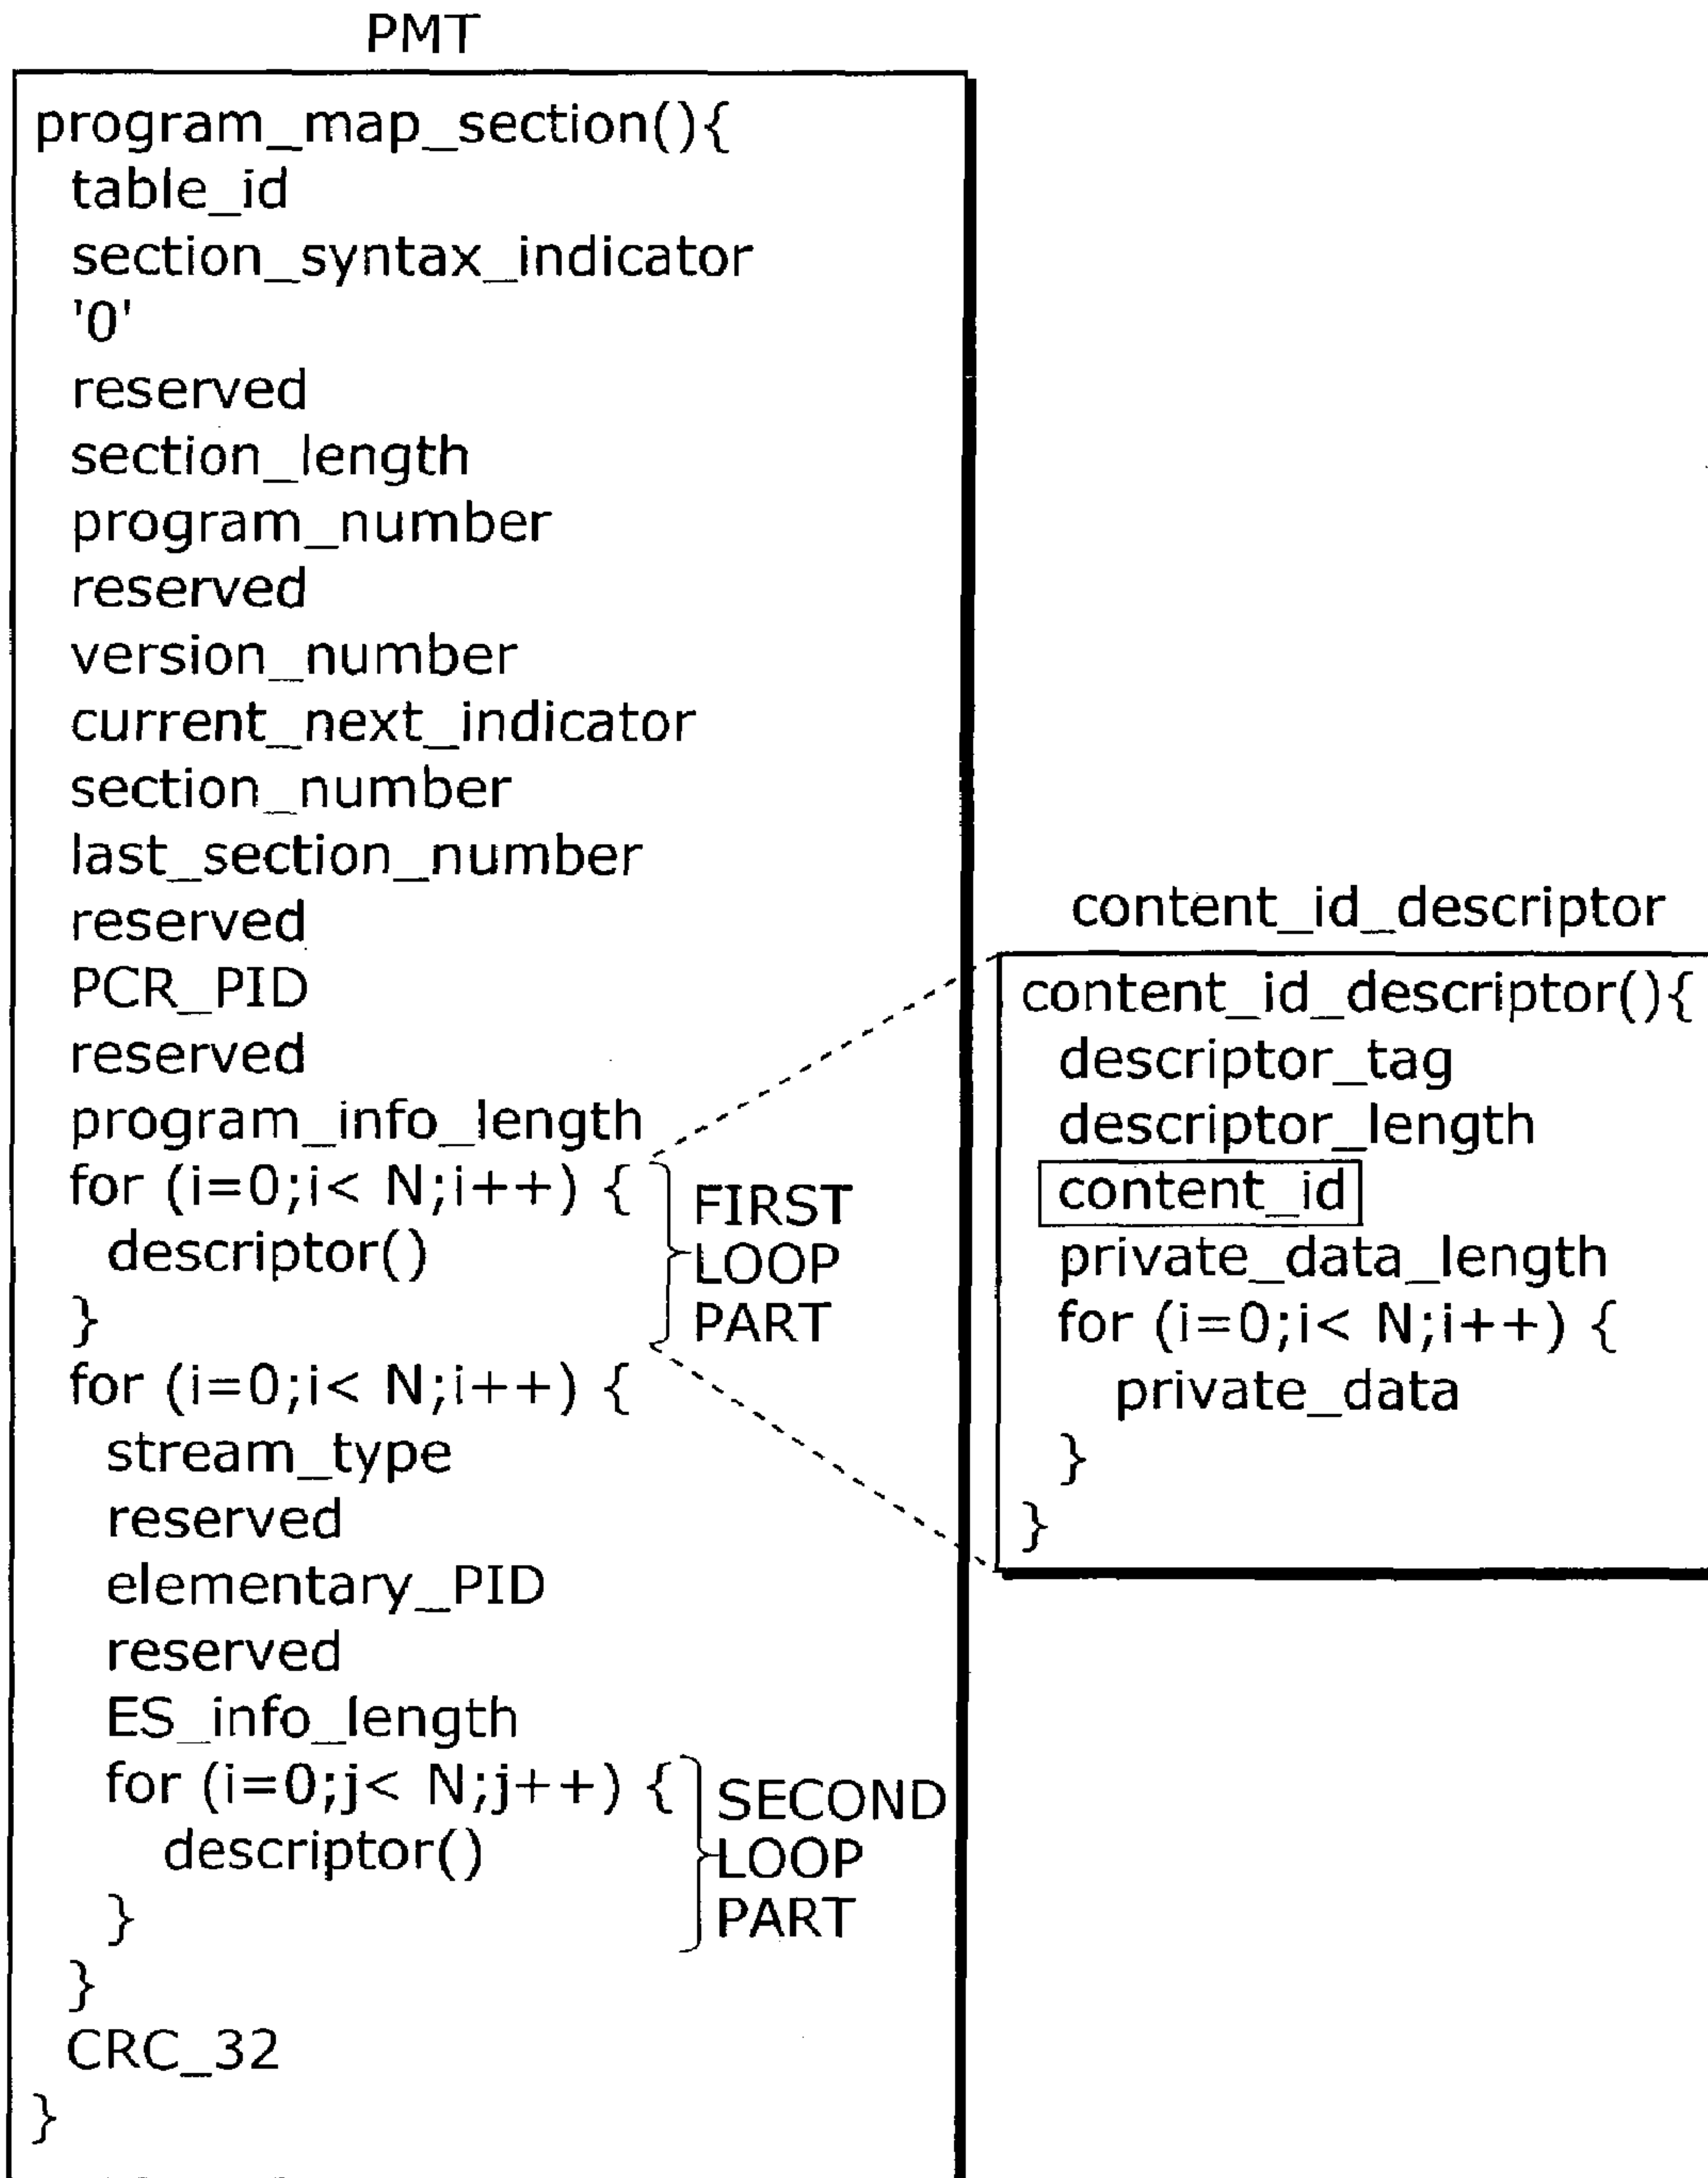 PMT
program_map_section(){
table_id
section_syntax_indicator
'0'
reserved
section_length
program_number
reserved
version_number
current_next_indicator
section_number
last_section_number
reserved
PCR_PID
reserved
program_info_length
for (i=0;i< N;i++) {
descriptor()
}
FIRST
LOOP
PART
for (i=0;i< N;i++) {
stream_type
reserved
elementary_PID
reserved
ES_info_length
for (i=0;j< N;j++) {
descriptor()
}
SECOND
LOOP
PART
}
CRC_32
}
content_id_descriptor
content_id_descriptor(){
descriptor_tag
descriptor_length
content_id
private_data_length
for (i=0;i< N;i++) {
private_data
}
}